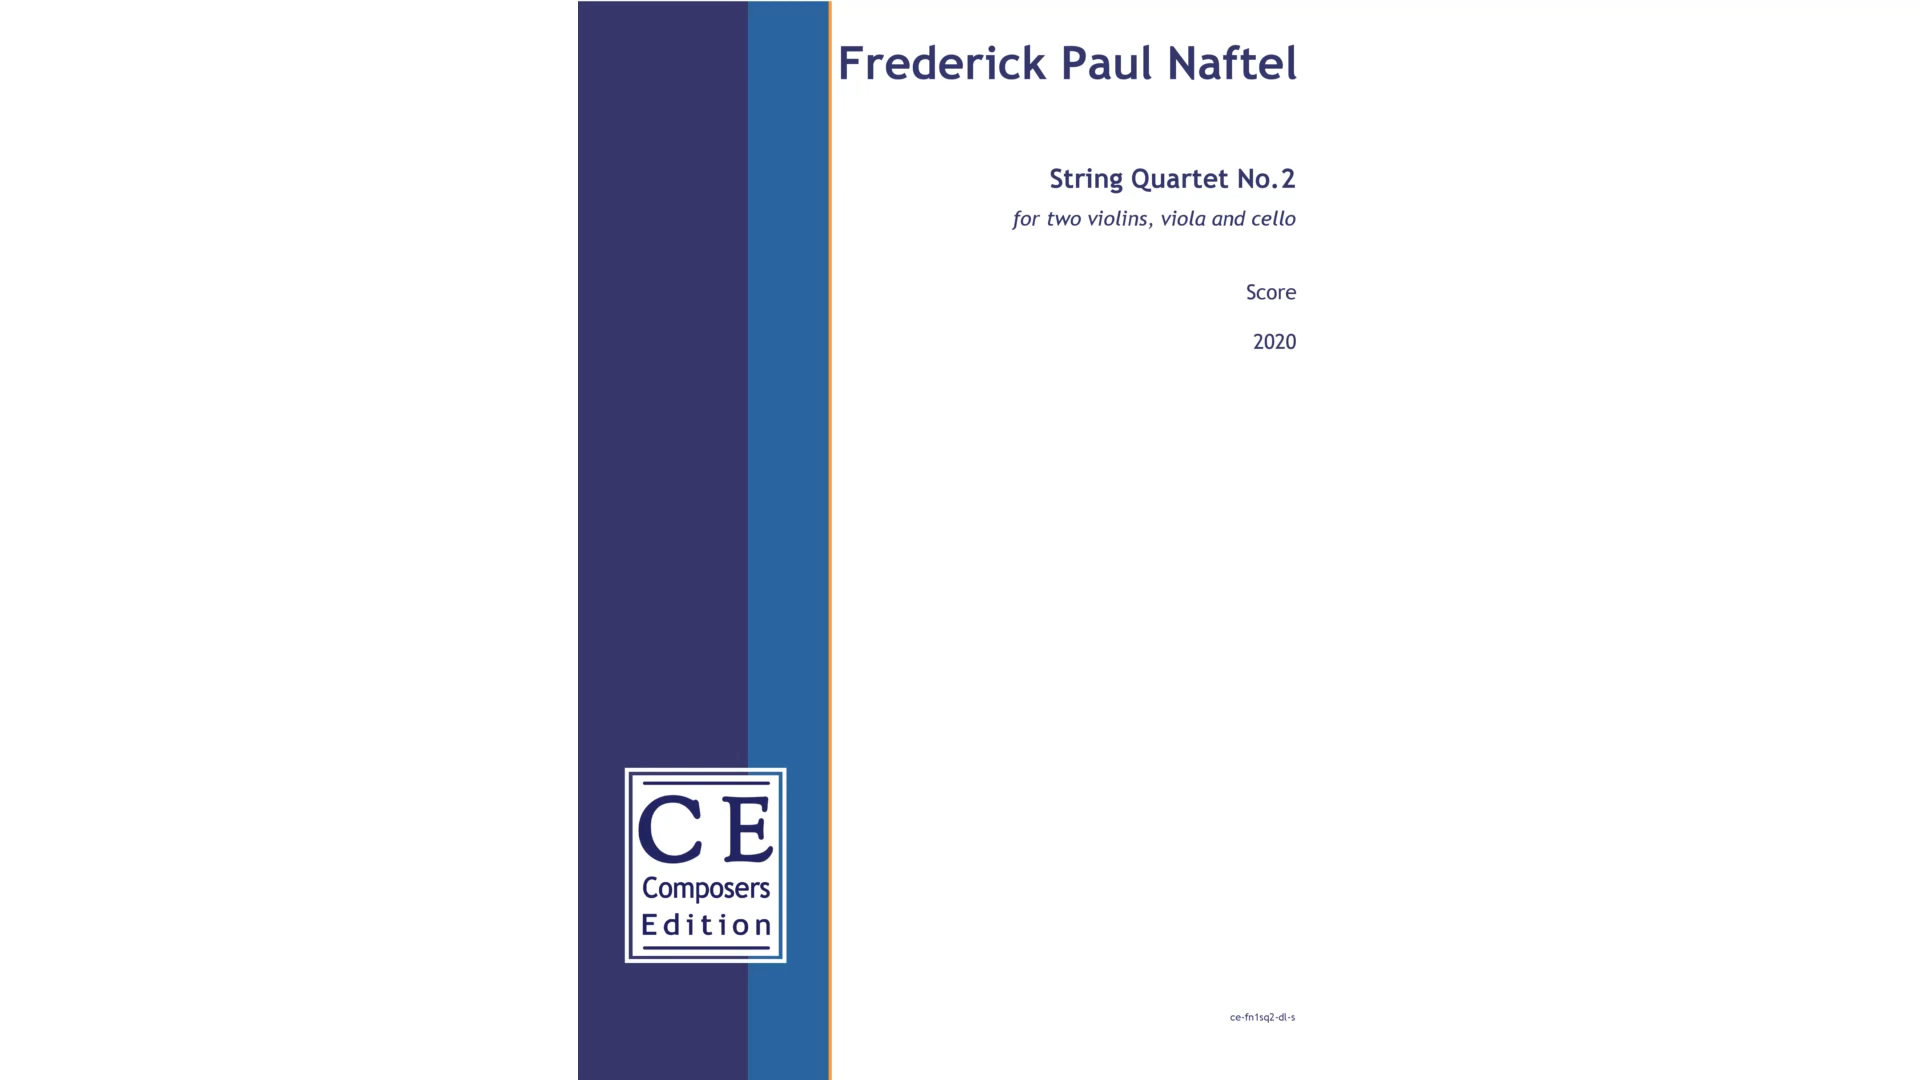 Frederick Paul Naftel
String Quartet No.2
for two violins, viola and cello
Score
2020
CE
Composers
Edition
ce-fn1sq2-dl-s